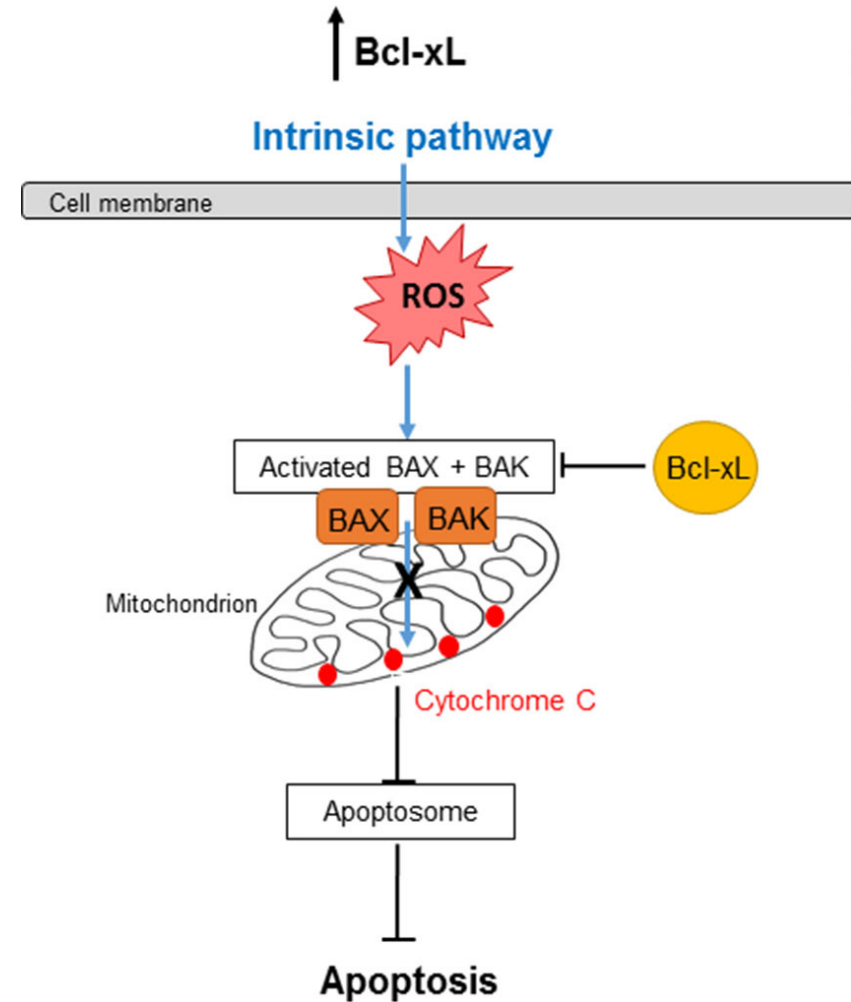 Bcl-xL
Intrinsic pathway
Cell membrane
ROS
Activated BAX + BAK
Bcl-xL
BAX
BAK
X
Mitochondrion
Cytochrome C
Apoptosome
Apoptosis